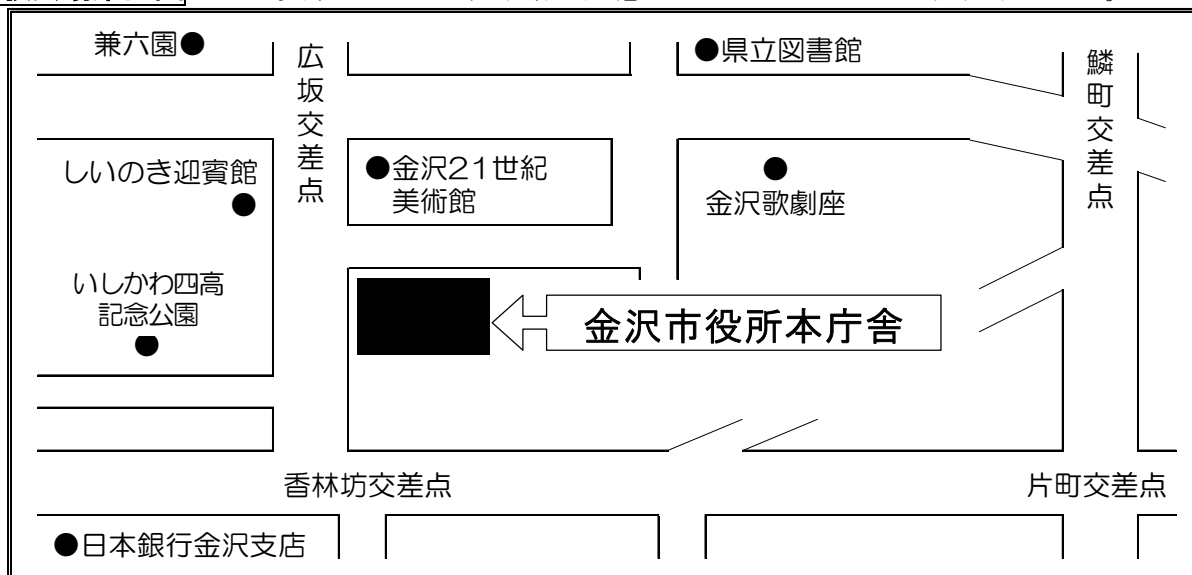 兼六園●
広坂交差点
●県立図書館
鱗町交差点
しいのき迎賓館
●金沢21世紀
美術館
金沢歌劇座
いしかわ四高
記念公園
金沢市役所本庁舎
香林坊交差点
片町交差点
●日本銀行金沢支店